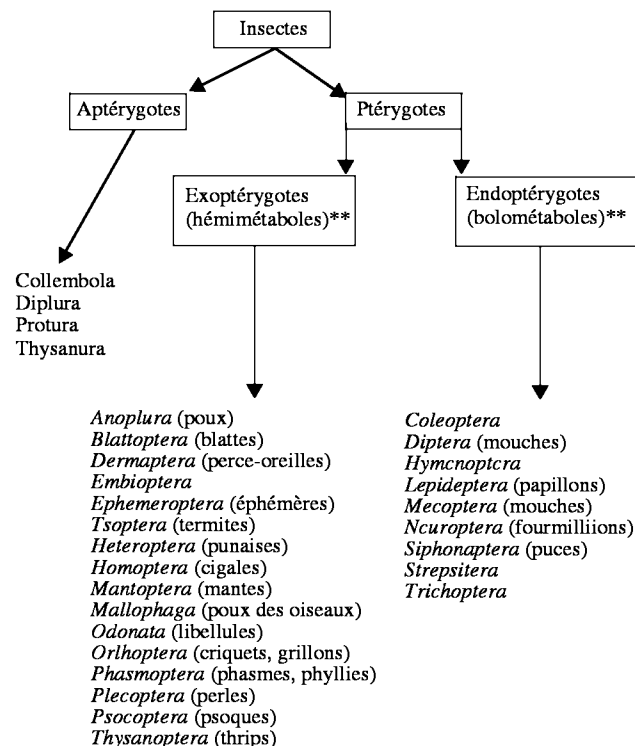 Insectes
Aptérygotes
Ptérygotes
Exoptérygotes
(hémimétaboles)**
Endoptérygotes
(bolométaboles)**
Collembola
Diplura
Protura
Thysanura
Anoplura (poux)
Blattoptera (blattes)
Dermaptera (perce-oreilles)
Embioptera
Ephemeroptera (éphémères)
Tsoptera (termites)
Heteroptera (punaises)
Homoptera (cigales)
Mantoptera (mantes)
Mallophaga (poux des oiseaux)
Odonata (libellules)
Orlhoptera (criquets, grillons)
Phasmoptera (phasmes, phyllies)
Plecoptera (perles)
Psocoptera (psoques)
Thysanoptera (thrips)
Coleoptera
Diptera (mouches)
Hymcnoptcra
Lepideptera (papillons)
Mecoptera (mouches)
Ncuroptera (fourmilliions)
Siphonaptera (puces)
Strepsitera
Trichoptera